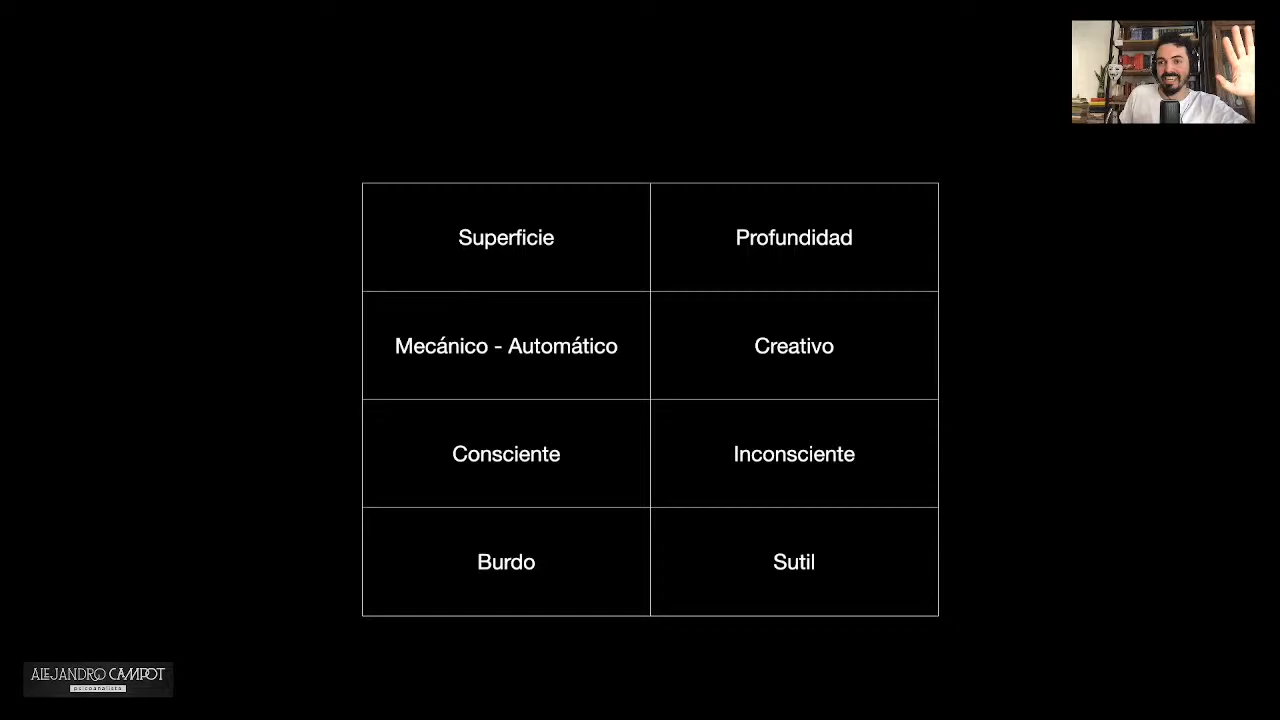 Superficie
Profundidad
Mecánico - Automático
Creativo
Consciente
Inconsciente
Burdo
Sutil
ALEJANDRO CAMPOT
psicoanalista